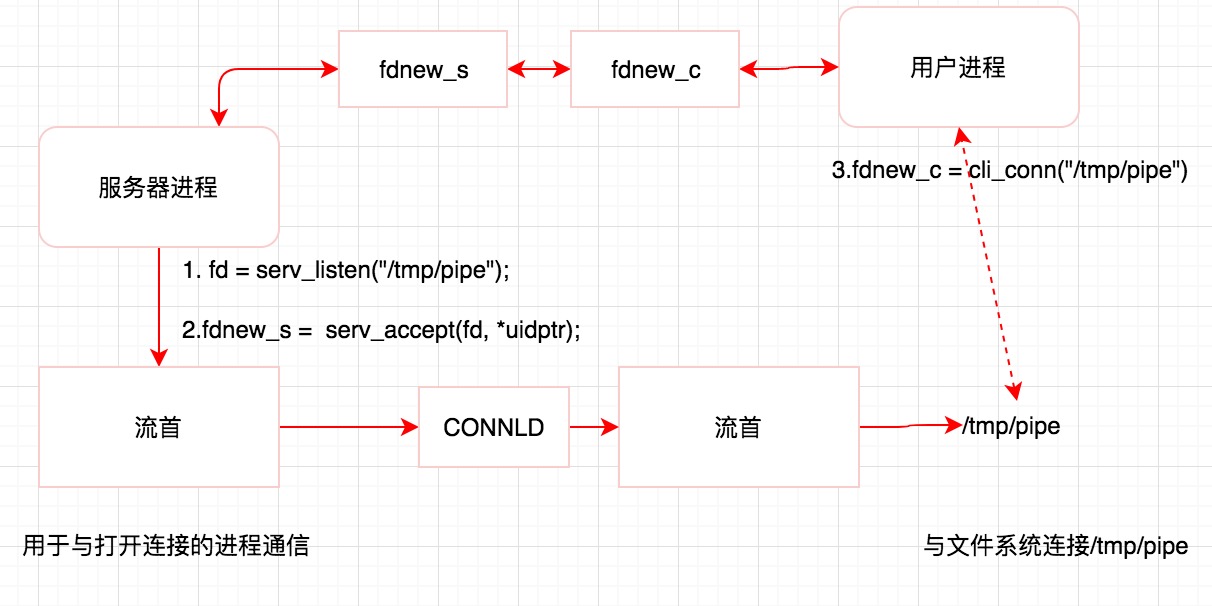 fdnew_s
fdnew_c
用户进程
服务器进程
3.fdnew_c = cli_conn("/tmp/pipe")
1. fd = serv_listen("/tmp/pipe");
2.fdnew_s =  serv_accept(fd, *uidptr);
流首
CONNLD
流首
/tmp/pipe
用于与打开连接的进程通信
与文件系统连接/tmp/pipe